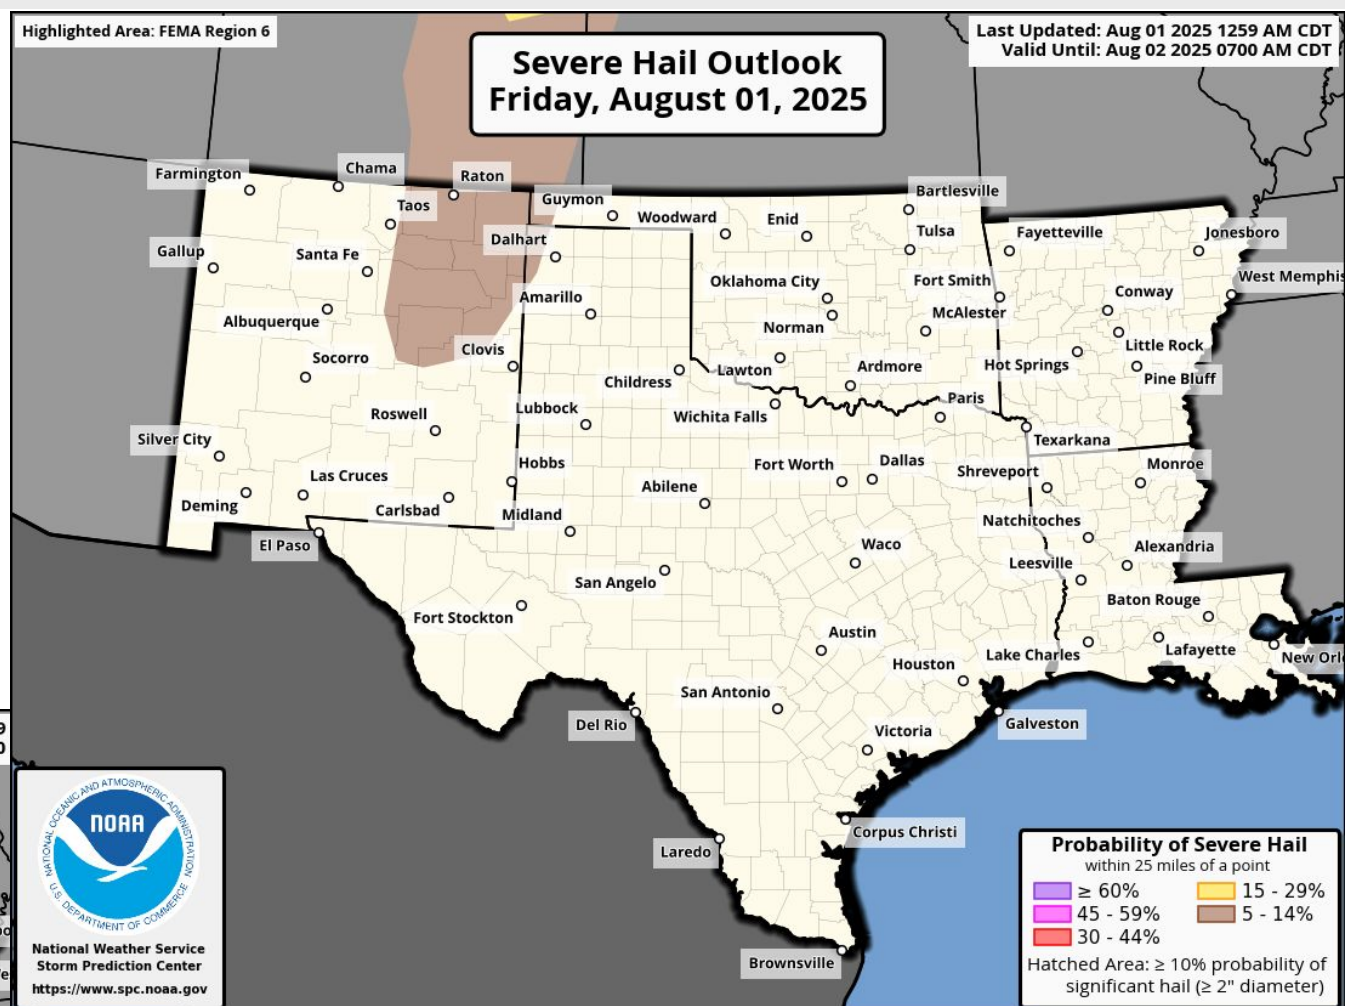 Highlighted Area: FEMA Region 6
Severe Hail Outlook
Friday, August 01, 2025
Last Updated: Aug 01 2025 1259 AM CDT
Valid Until: Aug 02 2025 0700 AM CDT
Farmington
Chama
Raton
Taos
Guymon
Woodward
Enid
Bartlesville
Tulsa
Fayetteville
Jonesboro
Gallup
Santa Fe
Dalhart
Oklahoma City
Fort Smith
West Memphis
Albuquerque
Amarillo
Norman
McAlester
Conway
Little Rock
Socorro
Clovis
Childress
Lawton
Ardmore
Hot Springs
Pine Bluff
Roswell
Lubbock
Wichita Falls
Paris
Texarkana
Silver City
Las Cruces
Hobbs
Fort Worth
Dallas
Shreveport
Monroe
Deming
Carlsbad
Midland
Abilene
Natchitoches
El Paso
San Angelo
Waco
Leesville
Alexandria
Fort Stockton
Austin
Baton Rouge
Houston
Lake Charles
Lafayette
New Orl
San Antonio
Del Rio
Victoria
Galveston
Laredo
Corpus Christi
Brownsville
9
0
NATIONAL OCEANIC AND ATMOSPHERIC ADMINISTRATION
NOAA
U.S. DEPARTMENT OF COMMERCE
National Weather Service
Storm Prediction Center
https://www.spc.noaa.gov
Probability of Severe Hail
within 25 miles of a point
≥ 60%
15 - 29%
45 - 59%
5 - 14%
30 - 44%
Hatched Area: ≥ 10% probability of
significant hail (≥ 2" diameter)